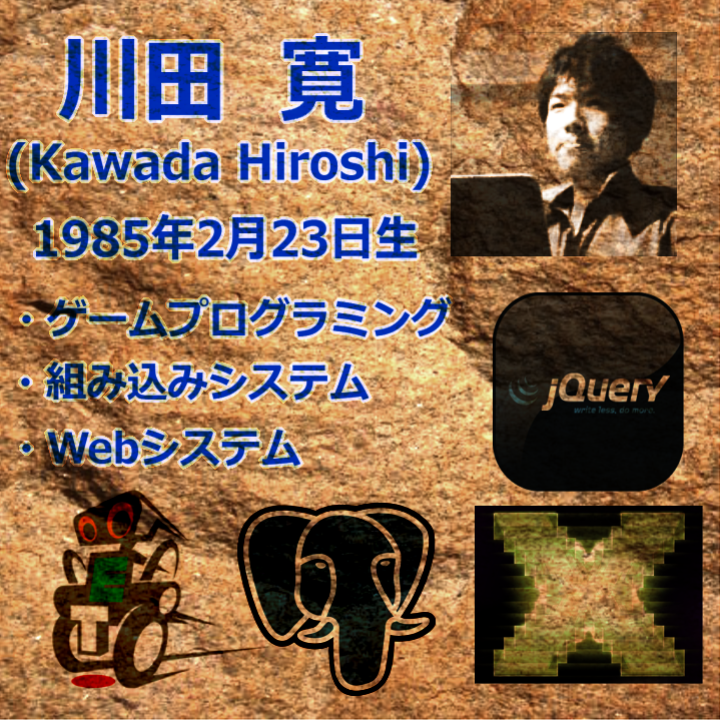 川田 寛
(Kawada Hiroshi)
1985年2月23日生
・ゲームプログラミング
・組み込みシステム
・Webシステム
jQuery
write less, do more.